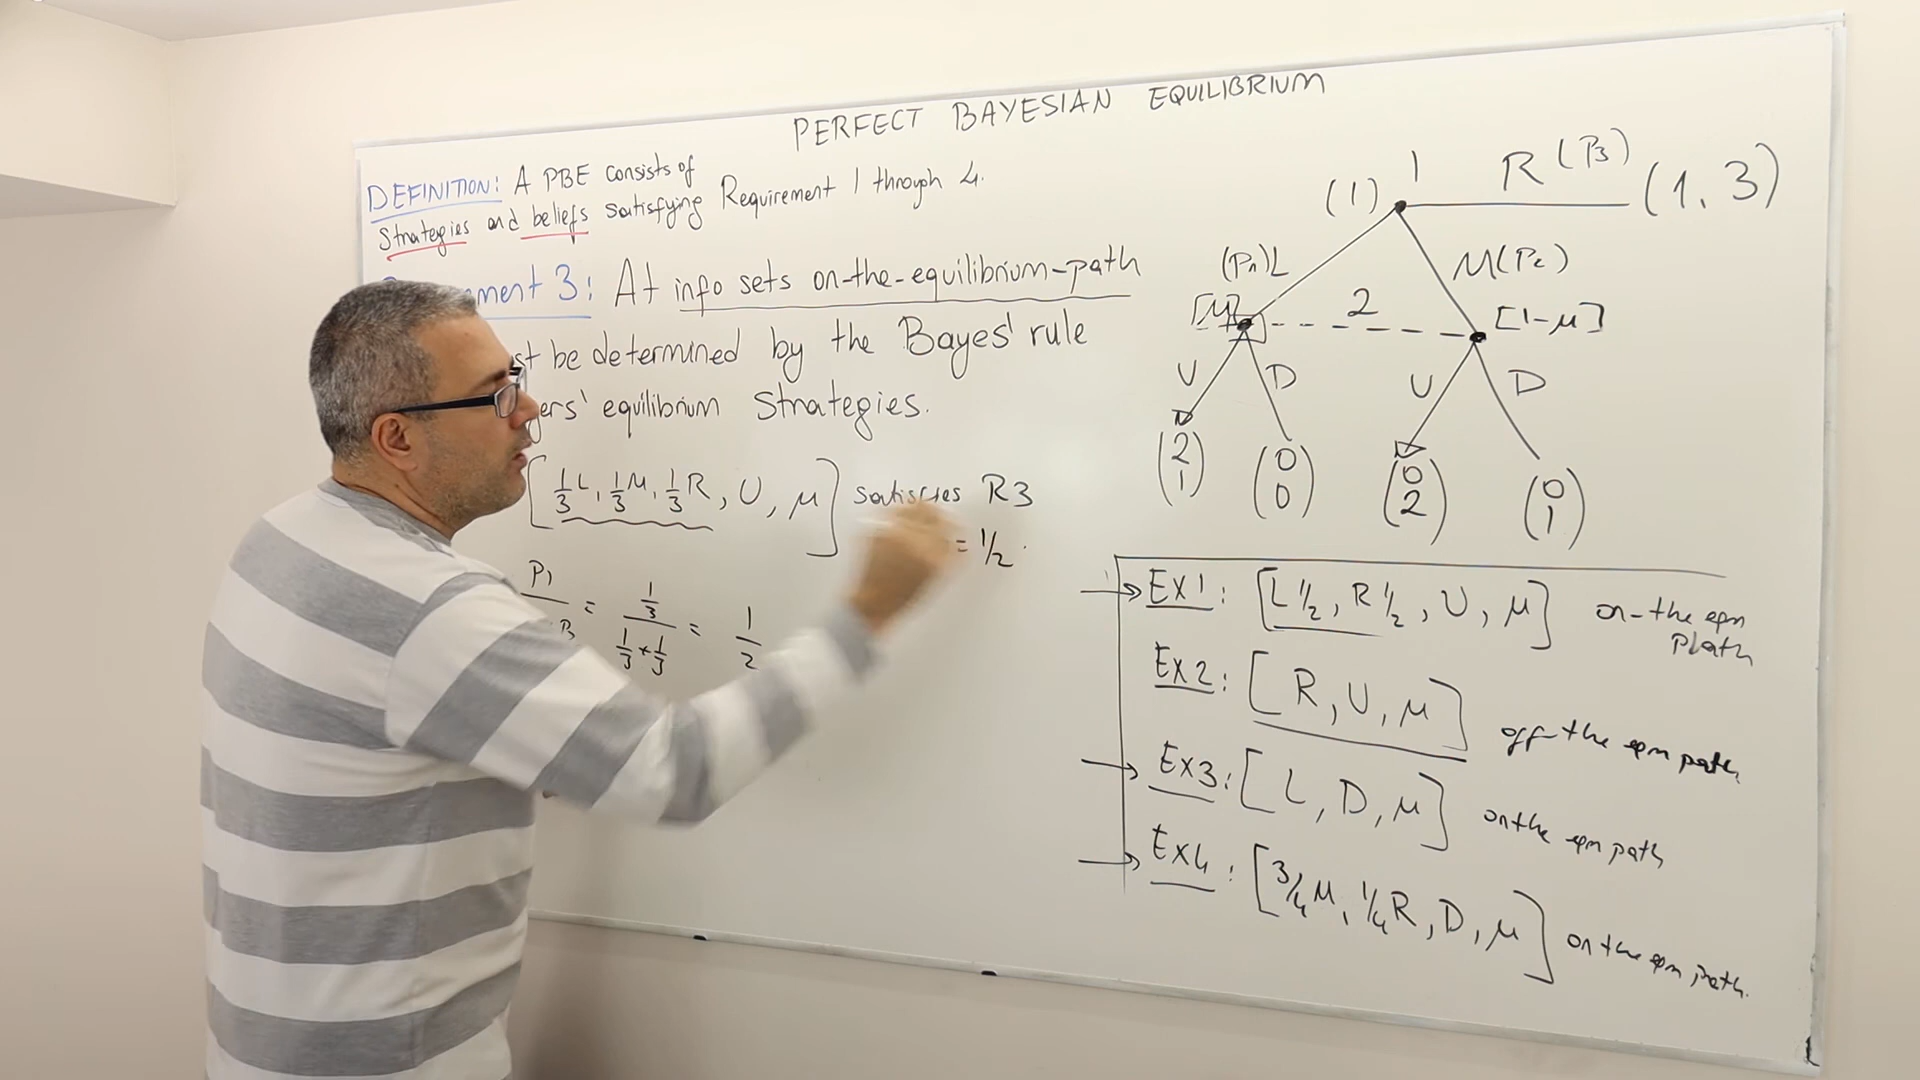 PERFECT BAYESIAN EQUILIBRIUM
DEFINITION: A PBE consists of
strategies and beliefs satisfying Requirement 1 through 4.
ment 3: At info sets on-the-equilibrium-path
st be determined by the Bayes' rule
ers' equilibrium strategies.
[1/3 L, 1/3 M, 1/3 R, U, μ] satisfies R3
= 1/2.
P1 = 1/3 / 1/3 + 1/3 = 1/2
(1) 1 R (P3) (1, 3)
(P1) L M (P2)
[μ] 2 [1-μ]
U D U D
(2 1) (0 0) (0 2) (0 1)
EX1: [L 1/2, R 1/2, U, μ] on-the eqm
Path
EX2: [R, U, μ] off-the eqm path.
EX3: [L, D, μ] on the eqm path
EX4: [3/4 M, 1/4 R, D, μ] on the eqm path.